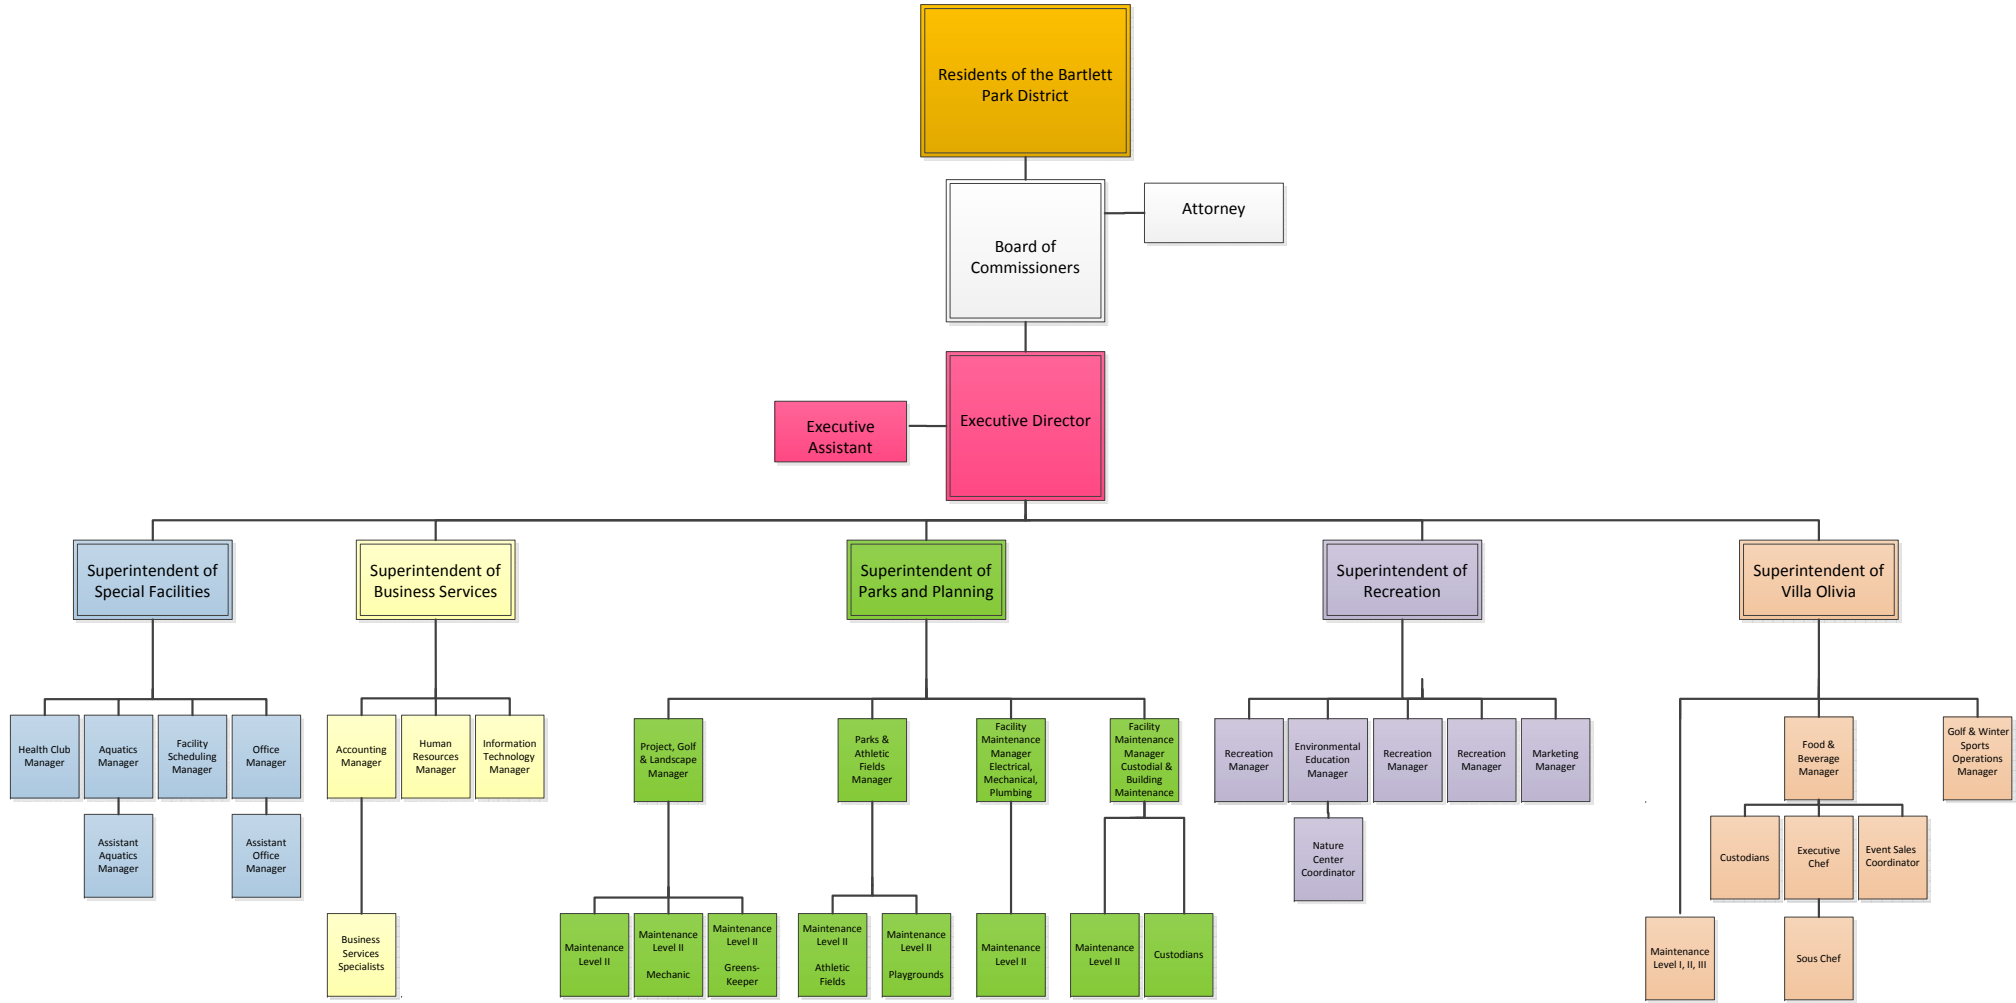 Residents of the Bartlett
Park District
Attorney
Board of
Commissioners
Executive Director
Executive
Assistant
Superintendent of
Special Facilities
Superintendent of
Business Services
Superintendent of
Parks and Planning
Superintendent of
Recreation
Superintendent of
Villa Olivia
Health Club
Manager
Aquatics
Manager
Facility
Scheduling
Manager
Office
Manager
Accounting
Manager
Human
Resources
Manager
Information
Technology
Manager
Project, Golf
& Landscape
Manager
Parks &
Athletic
Fields
Manager
Facility
Maintenance
Manager
Electrical,
Mechanical,
Plumbing
Facility
Maintenance
Manager
Custodial &
Building
Maintenance
Recreation
Manager
Environmental
Education
Manager
Recreation
Manager
Recreation
Manager
Marketing
Manager
Food &
Beverage
Manager
Golf & Winter
Sports
Operations
Manager
Assistant
Aquatics
Manager
Assistant
Office
Manager
Nature
Center
Coordinator
Custodians
Executive
Chef
Event Sales
Coordinator
Business
Services
Specialists
Maintenance
Level II
Maintenance
Level II
Mechanic
Maintenance
Level II
Greens-
Keeper
Maintenance
Level II
Athletic
Fields
Maintenance
Level II
Playgrounds
Maintenance
Level II
Maintenance
Level II
Custodians
Maintenance
Level I, II, III
Sous Chef